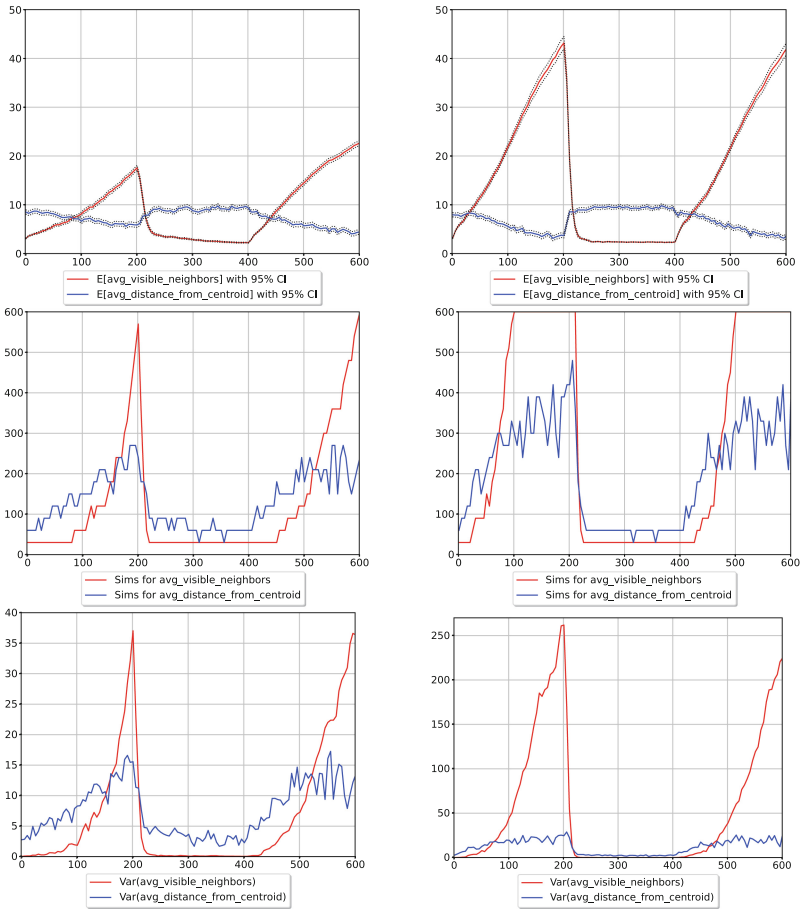 50
40
30
20
10
0
0 100 200 300 400 500 600
E[avg_visible_neighbors] with 95% CI
E[avg_distance_from_centroid] with 95% CI
50
40
30
20
10
0
0 100 200 300 400 500 600
E[avg_visible_neighbors] with 95% CI
E[avg_distance_from_centroid] with 95% CI
600
500
400
300
200
100
0
0 100 200 300 400 500 600
Sims for avg_visible_neighbors
Sims for avg_distance_from_centroid
600
500
400
300
200
100
0
0 100 200 300 400 500 600
Sims for avg_visible_neighbors
Sims for avg_distance_from_centroid
40
35
30
25
20
15
10
5
0
0 100 200 300 400 500 600
Var(avg_visible_neighbors)
Var(avg_distance_from_centroid)
250
200
150
100
50
0
0 100 200 300 400 500 600
Var(avg_visible_neighbors)
Var(avg_distance_from_centroid)